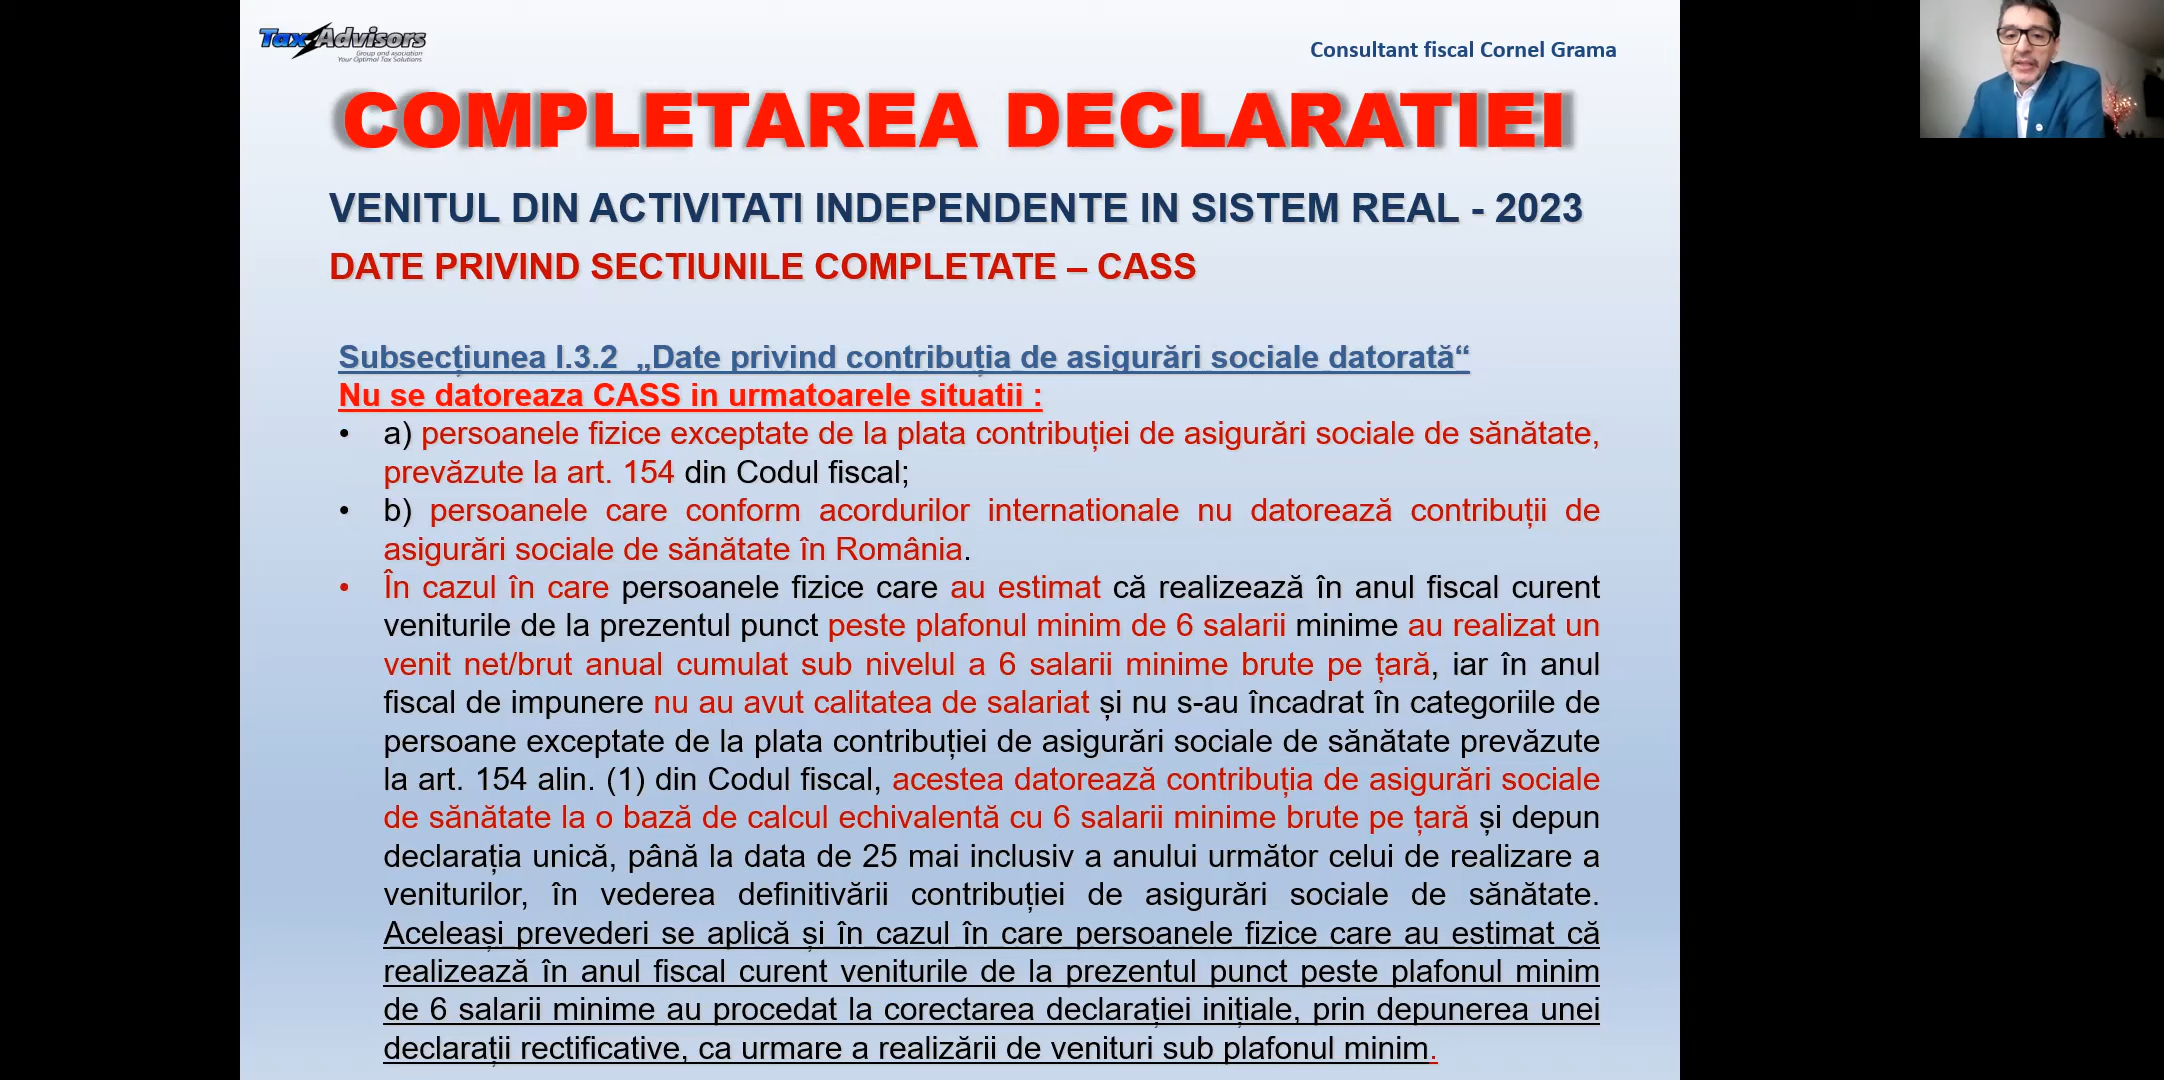 Tax Advisors
Group and Asociation
Your Optimal Tax Solutions
Consultant fiscal Cornel Grama
COMPLETAREA DECLARATIEI
VENITUL DIN ACTIVITATI INDEPENDENTE IN SISTEM REAL - 2023
DATE PRIVIND SECTIUNILE COMPLETATE – CASS
Subsecțiunea I.3.2 „Date privind contribuția de asigurări sociale datorată“
Nu se datoreaza CASS in urmatoarele situatii :
• a) persoanele fizice exceptate de la plata contribuției de asigurări sociale de sănătate,
prevăzute la art. 154 din Codul fiscal;
• b) persoanele care conform acordurilor internationale nu datorează contribuții de
asigurări sociale de sănătate în România.
• În cazul în care persoanele fizice care au estimat că realizează în anul fiscal curent
veniturile de la prezentul punct peste plafonul minim de 6 salarii minime au realizat un
venit net/brut anual cumulat sub nivelul a 6 salarii minime brute pe țară, iar în anul
fiscal de impunere nu au avut calitatea de salariat și nu s-au încadrat în categoriile de
persoane exceptate de la plata contribuției de asigurări sociale de sănătate prevăzute
la art. 154 alin. (1) din Codul fiscal, acestea datorează contribuția de asigurări sociale
de sănătate la o bază de calcul echivalentă cu 6 salarii minime brute pe țară și depun
declarația unică, până la data de 25 mai inclusiv a anului următor celui de realizare a
veniturilor, în vederea definitivării contribuției de asigurări sociale de sănătate.
Aceleași prevederi se aplică și în cazul în care persoanele fizice care au estimat că
realizează în anul fiscal curent veniturile de la prezentul punct peste plafonul minim
de 6 salarii minime au procedat la corectarea declarației inițiale, prin depunerea unei
declarații rectificative, ca urmare a realizării de venituri sub plafonul minim.